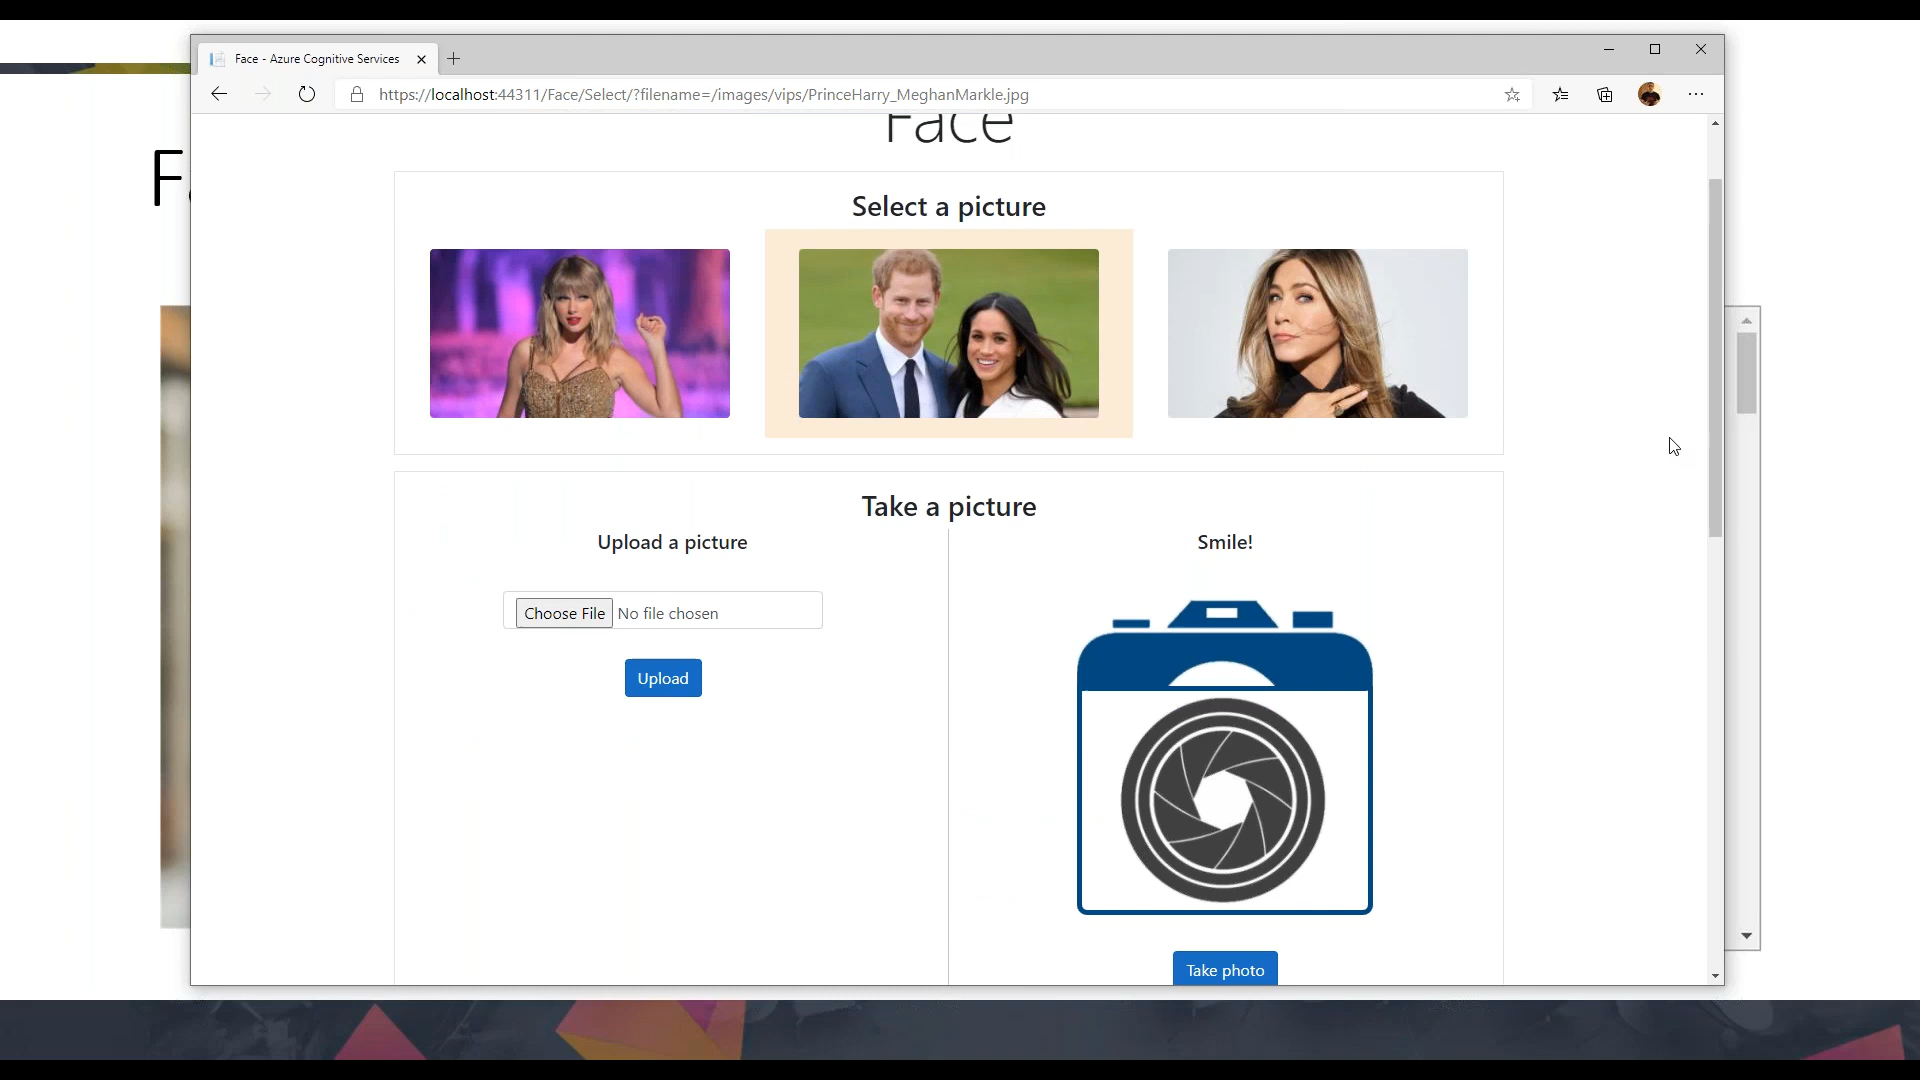 Face - Azure Cognitive Services
https://localhost:44311/Face/Select/?filename=/images/vips/PrinceHarry_MeghanMarkle.jpg
Face
Select a picture
Take a picture
Upload a picture
Smile!
Choose File No file chosen
Upload
Take photo